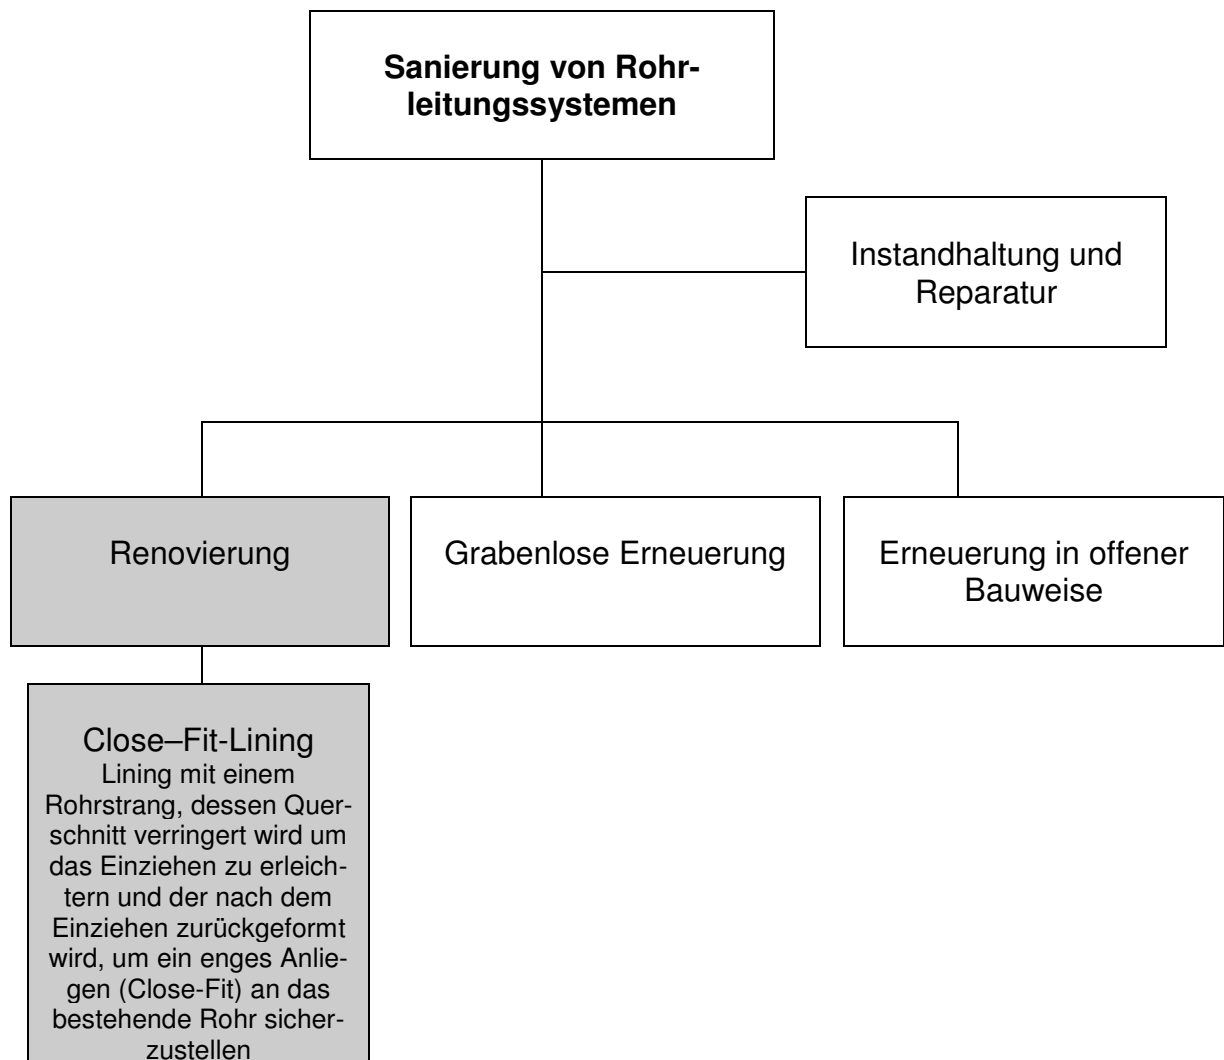 Sanierung von Rohr-
leitungssystemen
Instandhaltung und
Reparatur
Renovierung
Grabenlose Erneuerung
Erneuerung in offener
Bauweise
Close–Fit-Lining
Lining mit einem
Rohrstrang, dessen Quer-
schnitt verringert wird um
das Einziehen zu erleich-
tern und der nach dem
Einziehen zurückgeformt
wird, um ein enges Anlie-
gen (Close-Fit) an das
bestehende Rohr sicher-
zustellen